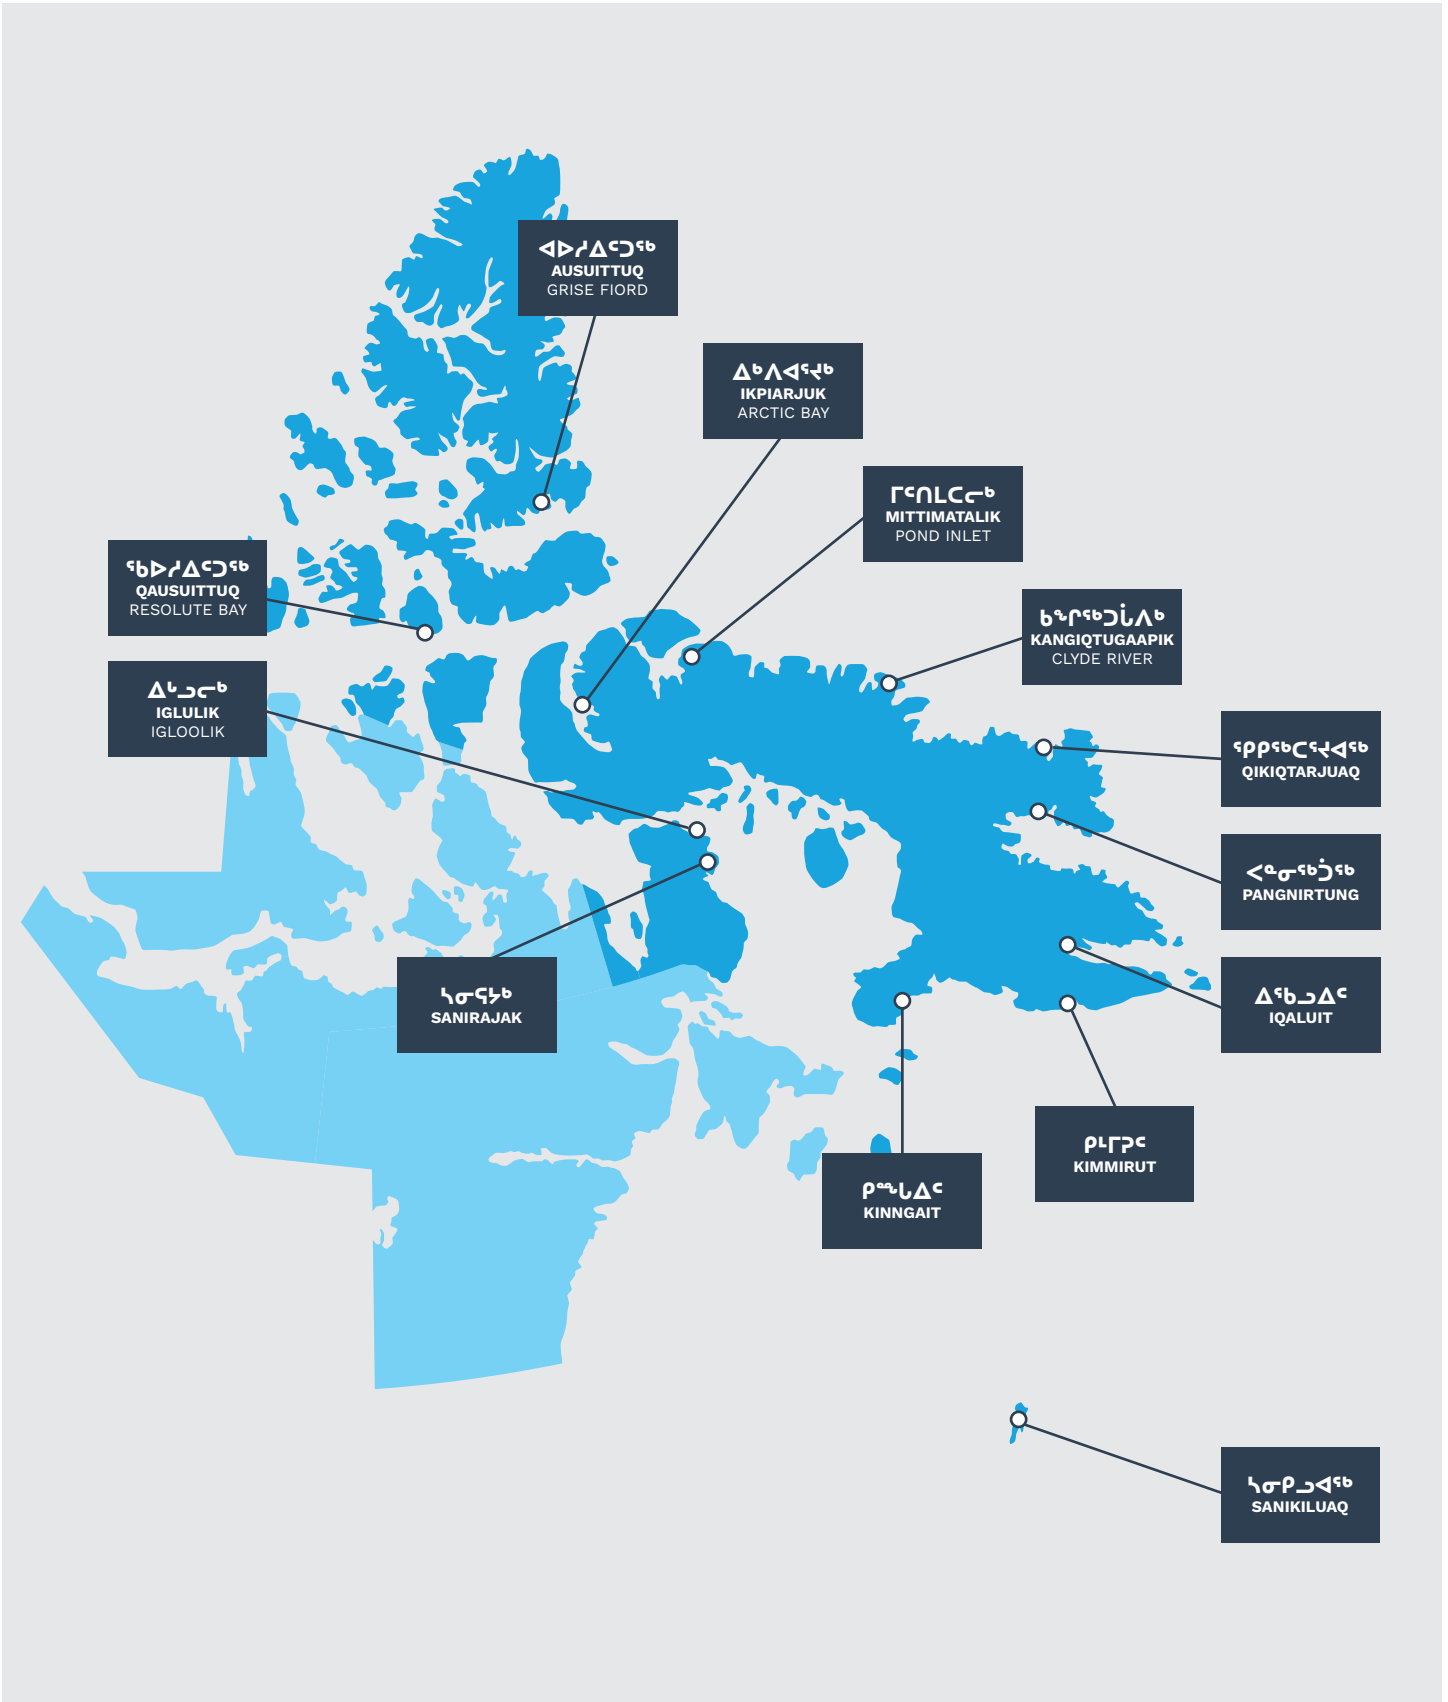 ᐊᐅᓱᐃᑦᑐᖅ
AUSUITTUQ
GRISE FIORD
ᐃᒃᐱᐊᕐᔪᒃ
IKPIARJUK
ARCTIC BAY
ᒥᑦᑎᒪᑕᓕᒃ
MITTIMATALIK
POND INLET
ᖃᐅᓱᐃᑦᑐᖅ
QAUSUITTUQ
RESOLUTE BAY
ᑲᖏᖅᑐᒑᐱᒃ
KANGIQTUGAAPIK
CLYDE RIVER
ᐃᒡᓗᓕᒃ
IGLULIK
IGLOOLIK
ᕿᑭᖅᑕᕐᔪᐊᖅ
QIKIQTARJUAQ
ᐸᓐᓂᖅᑑᖅ
PANGNIRTUNG
ᓴᓂᕋᔭᒃ
SANIRAJAK
ᐃᖃᓗᐃᑦ
IQALUIT
ᑭᒻᒥᕈᑦ
KIMMIRUT
ᑭᙵᐃᑦ
KINNGAIT
ᓴᓂᑭᓗᐊᖅ
SANIKILUAQ